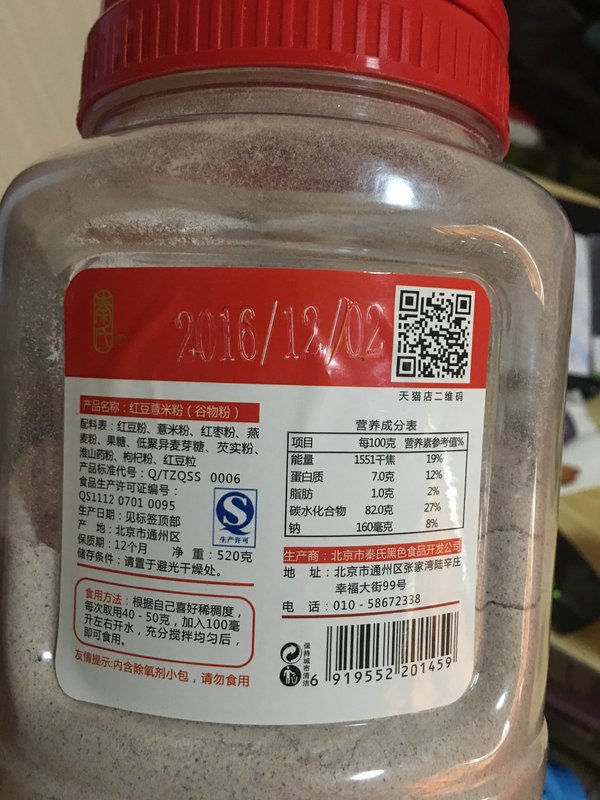 秦氏
2016/12/02
天猫店二维码
产品名称：红豆薏米粉（谷物粉）
配料表：红豆粉、薏米粉、红枣粉、燕
麦粉、果糖、低聚异麦芽糖、芡实粉、
淮山药粉、枸杞粉、红豆粒
产品标准代号：Q/TZQSS 0006
食品生产许可证编号：
QS1112 0701 0095
生产日期：见标签顶部
产 地：北京市通州区
保质期：12个月 净 重：520克
储存条件：请置于避光干燥处。
生产许可
食用方法：根据自己喜好稀稠度，
每次取用40-50克，加入100毫
升左右开水，充分搅拌均匀后，
即可食用。
友情提示:内含除氧剂小包，请勿食用
营养成分表
项目 每100克 营养素参考值%
能量 1551千焦 19%
蛋白质 7.0克 12%
脂肪 1.0克 2%
碳水化合物 82.0克 27%
钠 160毫克 8%
生产商：北京市秦氏黑色食品开发公司
地 址：北京市通州区张家湾陆辛庄
幸福大街99号
电 话：010-58672338
保持城市清洁
6 919552 201459